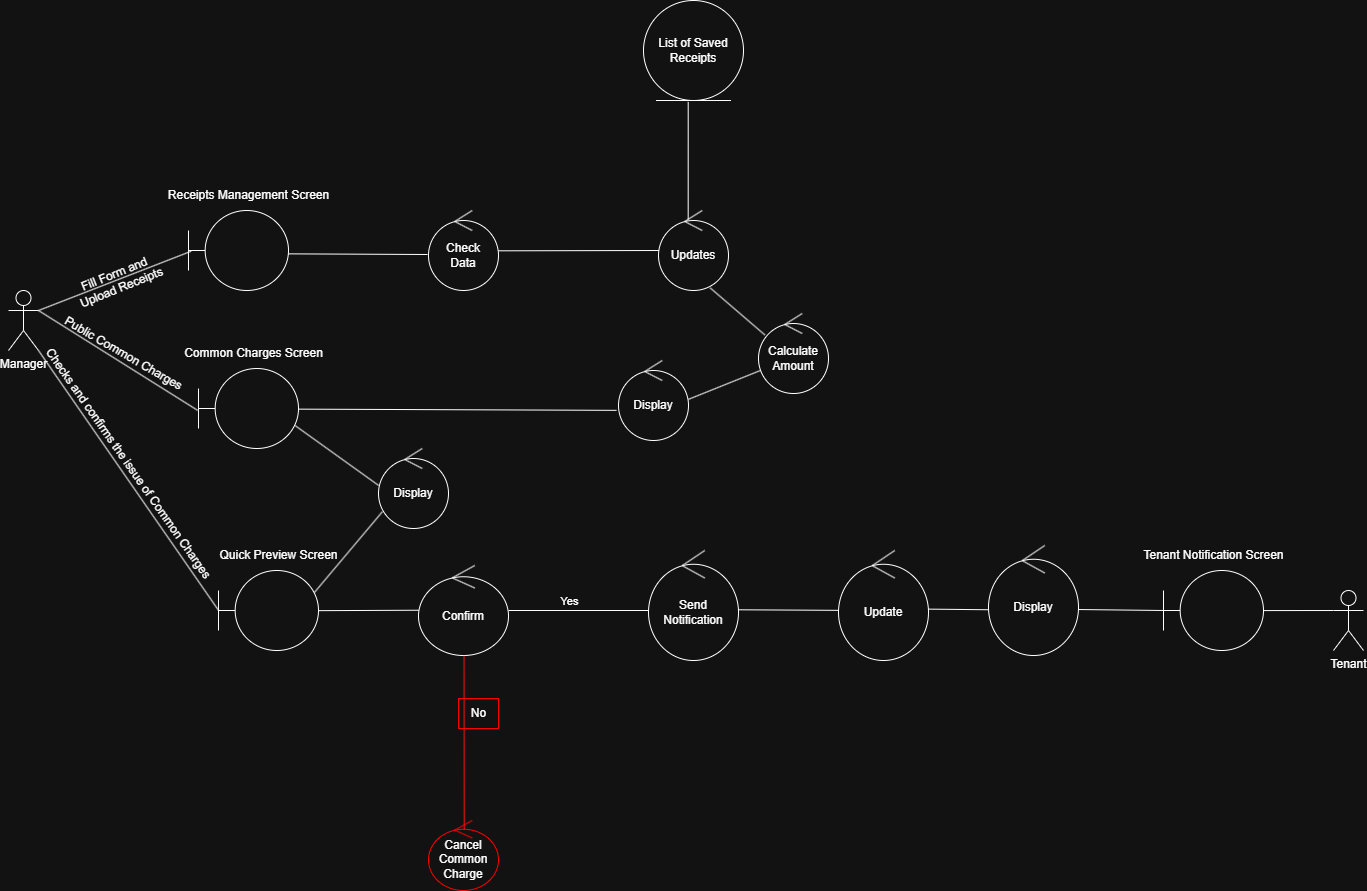 List of Saved
Receipts
Receipts Management Screen
Check
Data
Updates
Fill Form and
Upload Receipts
Manager
Public Common Charges
Common Charges Screen
Calculate
Amount
Display
Checks and confirms the issue of Common Charges
Display
Quick Preview Screen
Confirm
Yes
Send
Notification
Update
Display
Tenant Notification Screen
Tenant
No
Cancel
Common
Charge